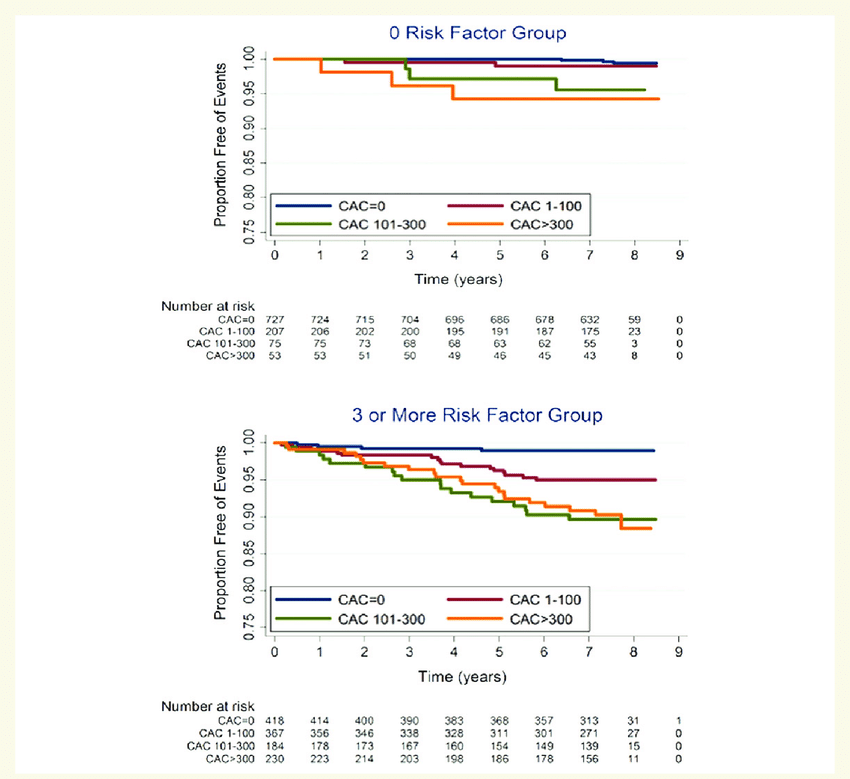 0 Risk Factor Group
Proportion Free of Events
1.00
0.95
0.90
0.85
0.80
0.75
CAC=0 CAC 1-100
CAC 101-300 CAC>300
0 1 2 3 4 5 6 7 8 9
Time (years)
Number at risk
CAC=0 727 724 715 704 696 686 678 632 59 0
CAC 1-100 207 206 202 200 195 191 187 175 23 0
CAC 101-300 75 75 73 68 68 63 62 55 3 0
CAC>300 53 53 51 50 49 46 45 43 8 0
3 or More Risk Factor Group
Proportion Free of Events
1.00
0.95
0.90
0.85
0.80
0.75
CAC=0 CAC 1-100
CAC 101-300 CAC>300
0 1 2 3 4 5 6 7 8 9
Time (years)
Number at risk
CAC=0 418 414 400 390 383 368 357 313 31 1
CAC 1-100 367 356 346 338 328 311 301 271 27 0
CAC 101-300 184 178 173 167 160 154 149 139 15 0
CAC>300 230 223 214 203 198 186 178 156 11 0